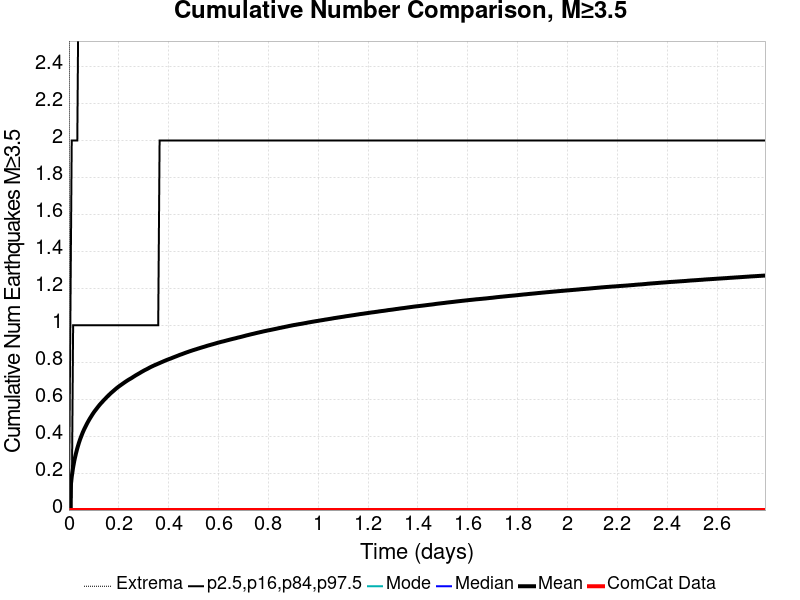 Cumulative Number Comparison, M≥3.5
Cumulative Num Earthquakes M≥3.5
2.4
2.2
2
1.8
1.6
1.4
1.2
1
0.8
0.6
0.4
0.2
0
0 0.2 0.4 0.6 0.8 1 1.2 1.4 1.6 1.8 2 2.2 2.4 2.6
Time (days)
Extrema p2.5,p16,p84,p97.5 Mode Median Mean ComCat Data